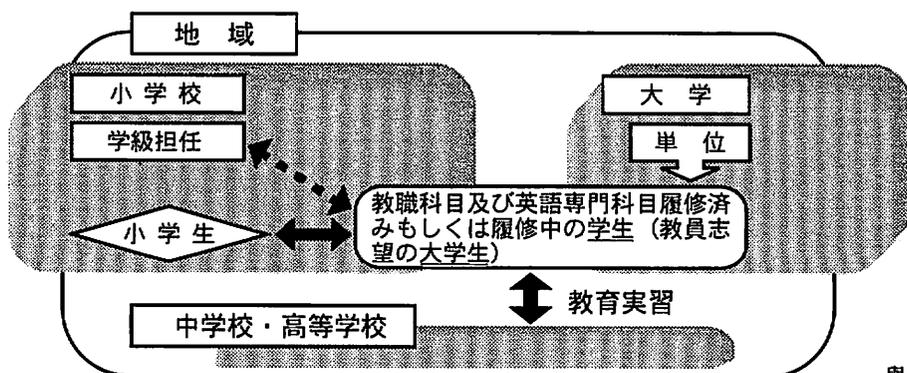 地 域
小 学 校
学級担任
小 学 生
大 学
単 位
教職科目及び英語専門科目履修済
みもしくは履修中の学生（教員志
望の大学生）
教育実習
中学校・高等学校